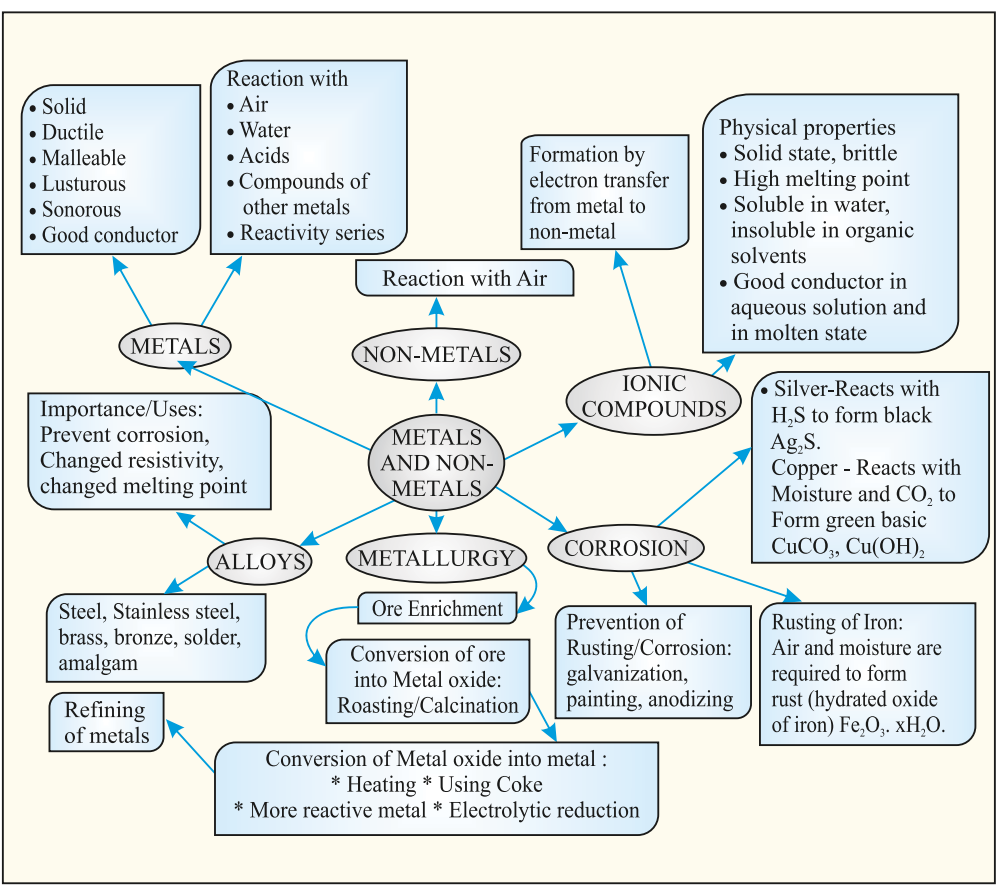 • Solid
• Ductile
• Malleable
• Lusturous
• Sonorous
• Good conductor
Reaction with
• Air
• Water
• Acids
• Compounds of
other metals
• Reactivity series
Formation by
electron transfer
from metal to
non-metal
Physical properties
• Solid state, brittle
• High melting point
• Soluble in water,
insoluble in organic
solvents
• Good conductor in
aqueous solution and
in molten state
Reaction with Air
METALS
NON-METALS
IONIC
COMPOUNDS
Importance/Uses:
Prevent corrosion,
Changed resistivity,
changed melting point
METALS
AND NON-
METALS
• Silver-Reacts with
H₂S to form black
Ag₂S.
Copper - Reacts with
Moisture and CO₂ to
Form green basic
CuCO₃, Cu(OH)₂
ALLOYS
METALLURGY
CORROSION
Steel, Stainless steel,
brass, bronze, solder,
amalgam
Ore Enrichment
Conversion of ore
into Metal oxide:
Roasting/Calcination
Prevention of
Rusting/Corrosion:
galvanization,
painting, anodizing
Rusting of Iron:
Air and moisture are
required to form
rust (hydrated oxide
of iron) Fe₂O₃. xH₂O.
Refining
of metals
Conversion of Metal oxide into metal :
* Heating * Using Coke
* More reactive metal * Electrolytic reduction